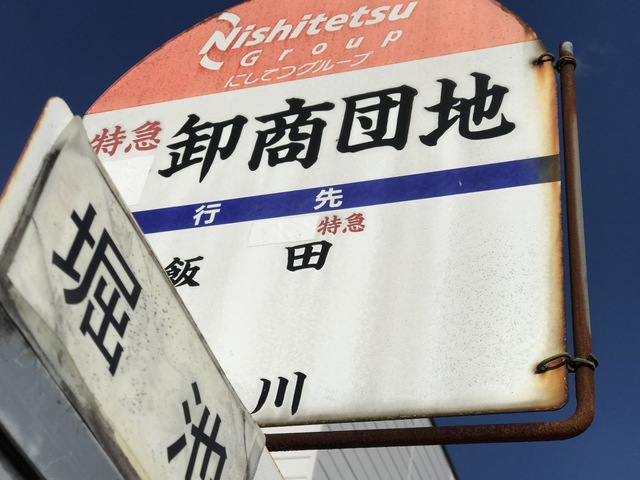 Nishitetsu
Group
にしてつグループ
特急 卸商団地
行先
特急
飯田
川
堀池